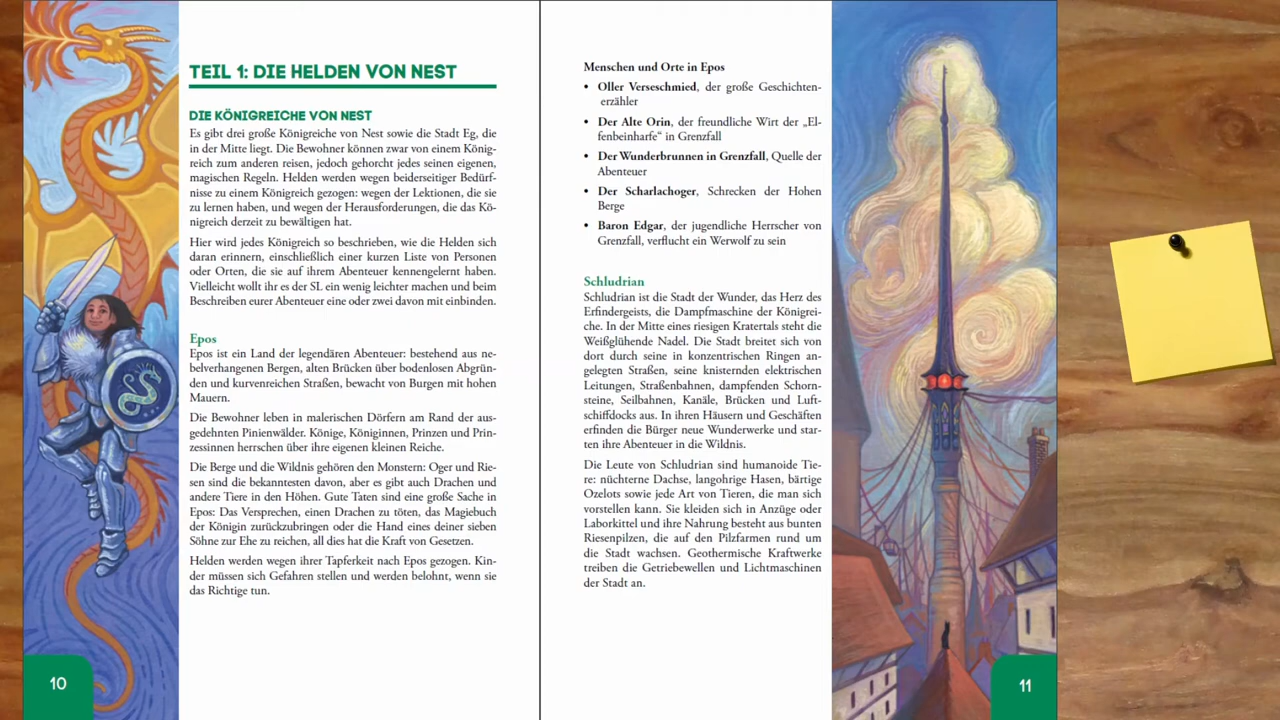 TEIL 1: DIE HELDEN VON NEST
DIE KÖNIGREICHE VON NEST
Es gibt drei große Königreiche von Nest sowie die Stadt Eg, die
in der Mitte liegt. Die Bewohner können zwar von einem König-
reich zum anderen reisen, jedoch gehorcht jedes seinen eigenen,
magischen Regeln. Helden werden wegen beiderseitiger Bedürf-
nisse zu einem Königreich gezogen: wegen der Lektionen, die sie
zu lernen haben, und wegen der Herausforderungen, die das Kö-
nigreich derzeit zu bewältigen hat.
Hier wird jedes Königreich so beschrieben, wie die Helden sich
daran erinnern, einschließlich einer kurzen Liste von Personen
oder Orten, die sie auf ihrem Abenteuer kennengelernt haben.
Vielleicht wollt ihr es der SL ein wenig leichter machen und beim
Beschreiben eurer Abenteuer eine oder zwei davon mit einbinden.
Epos
Epos ist ein Land der legendären Abenteuer: bestehend aus ne-
belverhangenen Bergen, alten Brücken über bodenlosen Abgrün-
den und kurvenreichen Straßen, bewacht von Burgen mit hohen
Mauern.
Die Bewohner leben in malerischen Dörfern am Rand der aus-
gedehnten Pinienwälder. Könige, Königinnen, Prinzen und Prin-
zessinnen herrschen über ihre eigenen kleinen Reiche.
Die Berge und die Wildnis gehören den Monstern: Oger und Rie-
sen sind die bekanntesten davon, aber es gibt auch Drachen und
andere Tiere in den Höhen. Gute Taten sind eine große Sache in
Epos: Das Versprechen, einen Drachen zu töten, das Magiebuch
der Königin zurückzubringen oder die Hand eines deiner sieben
Söhne zur Ehe zu reichen, all dies hat die Kraft von Gesetzen.
Helden werden wegen ihrer Tapferkeit nach Epos gezogen. Kin-
der müssen sich Gefahren stellen und werden belohnt, wenn sie
das Richtige tun.
10
Menschen und Orte in Epos
• Oller Verseschmied, der große Geschichten-
erzähler
• Der Alte Orin, der freundliche Wirt der „El-
fenbeinharfe“ in Grenzfall
• Der Wunderbrunnen in Grenzfall, Quelle der
Abenteuer
• Der Scharlachoger, Schrecken der Hohen
Berge
• Baron Edgar, der jugendliche Herrscher von
Grenzfall, verflucht ein Werwolf zu sein
Schludrian
Schludrian ist die Stadt der Wunder, das Herz des
Erfindergeists, die Dampfmaschine der Königrei-
che. In der Mitte eines riesigen Kratertals steht die
Weißglühende Nadel. Die Stadt breitet sich von
dort durch seine in konzentrischen Ringen an-
gelegten Straßen, seine knisternden elektrischen
Leitungen, Straßenbahnen, dampfenden Schorn-
steine, Seilbahnen, Kanäle, Brücken und Luft-
schiffdocks aus. In ihren Häusern und Geschäften
erfinden die Bürger neue Wunderwerke und star-
ten ihre Abenteuer in die Wildnis.
Die Leute von Schludrian sind humanoide Tie-
re: nüchterne Dachse, langohrige Hasen, bärtige
Ozelots sowie jede Art von Tieren, die man sich
vorstellen kann. Sie kleiden sich in Anzüge oder
Laborkittel und ihre Nahrung besteht aus bunten
Riesenpilzen, die auf den Pilzfarmen rund um
die Stadt wachsen. Geothermische Kraftwerke
treiben die Getriebewellen und Lichtmaschinen
der Stadt an.
11